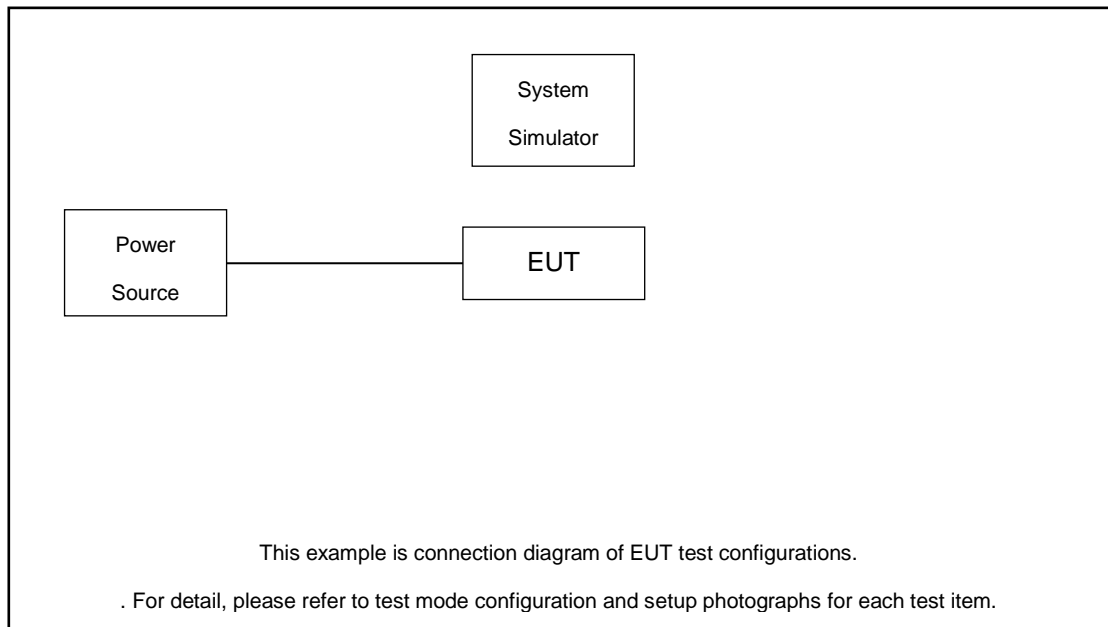 System
Simulator
Power
Source
EUT
This example is connection diagram of EUT test configurations.
. For detail, please refer to test mode configuration and setup photographs for each test item.